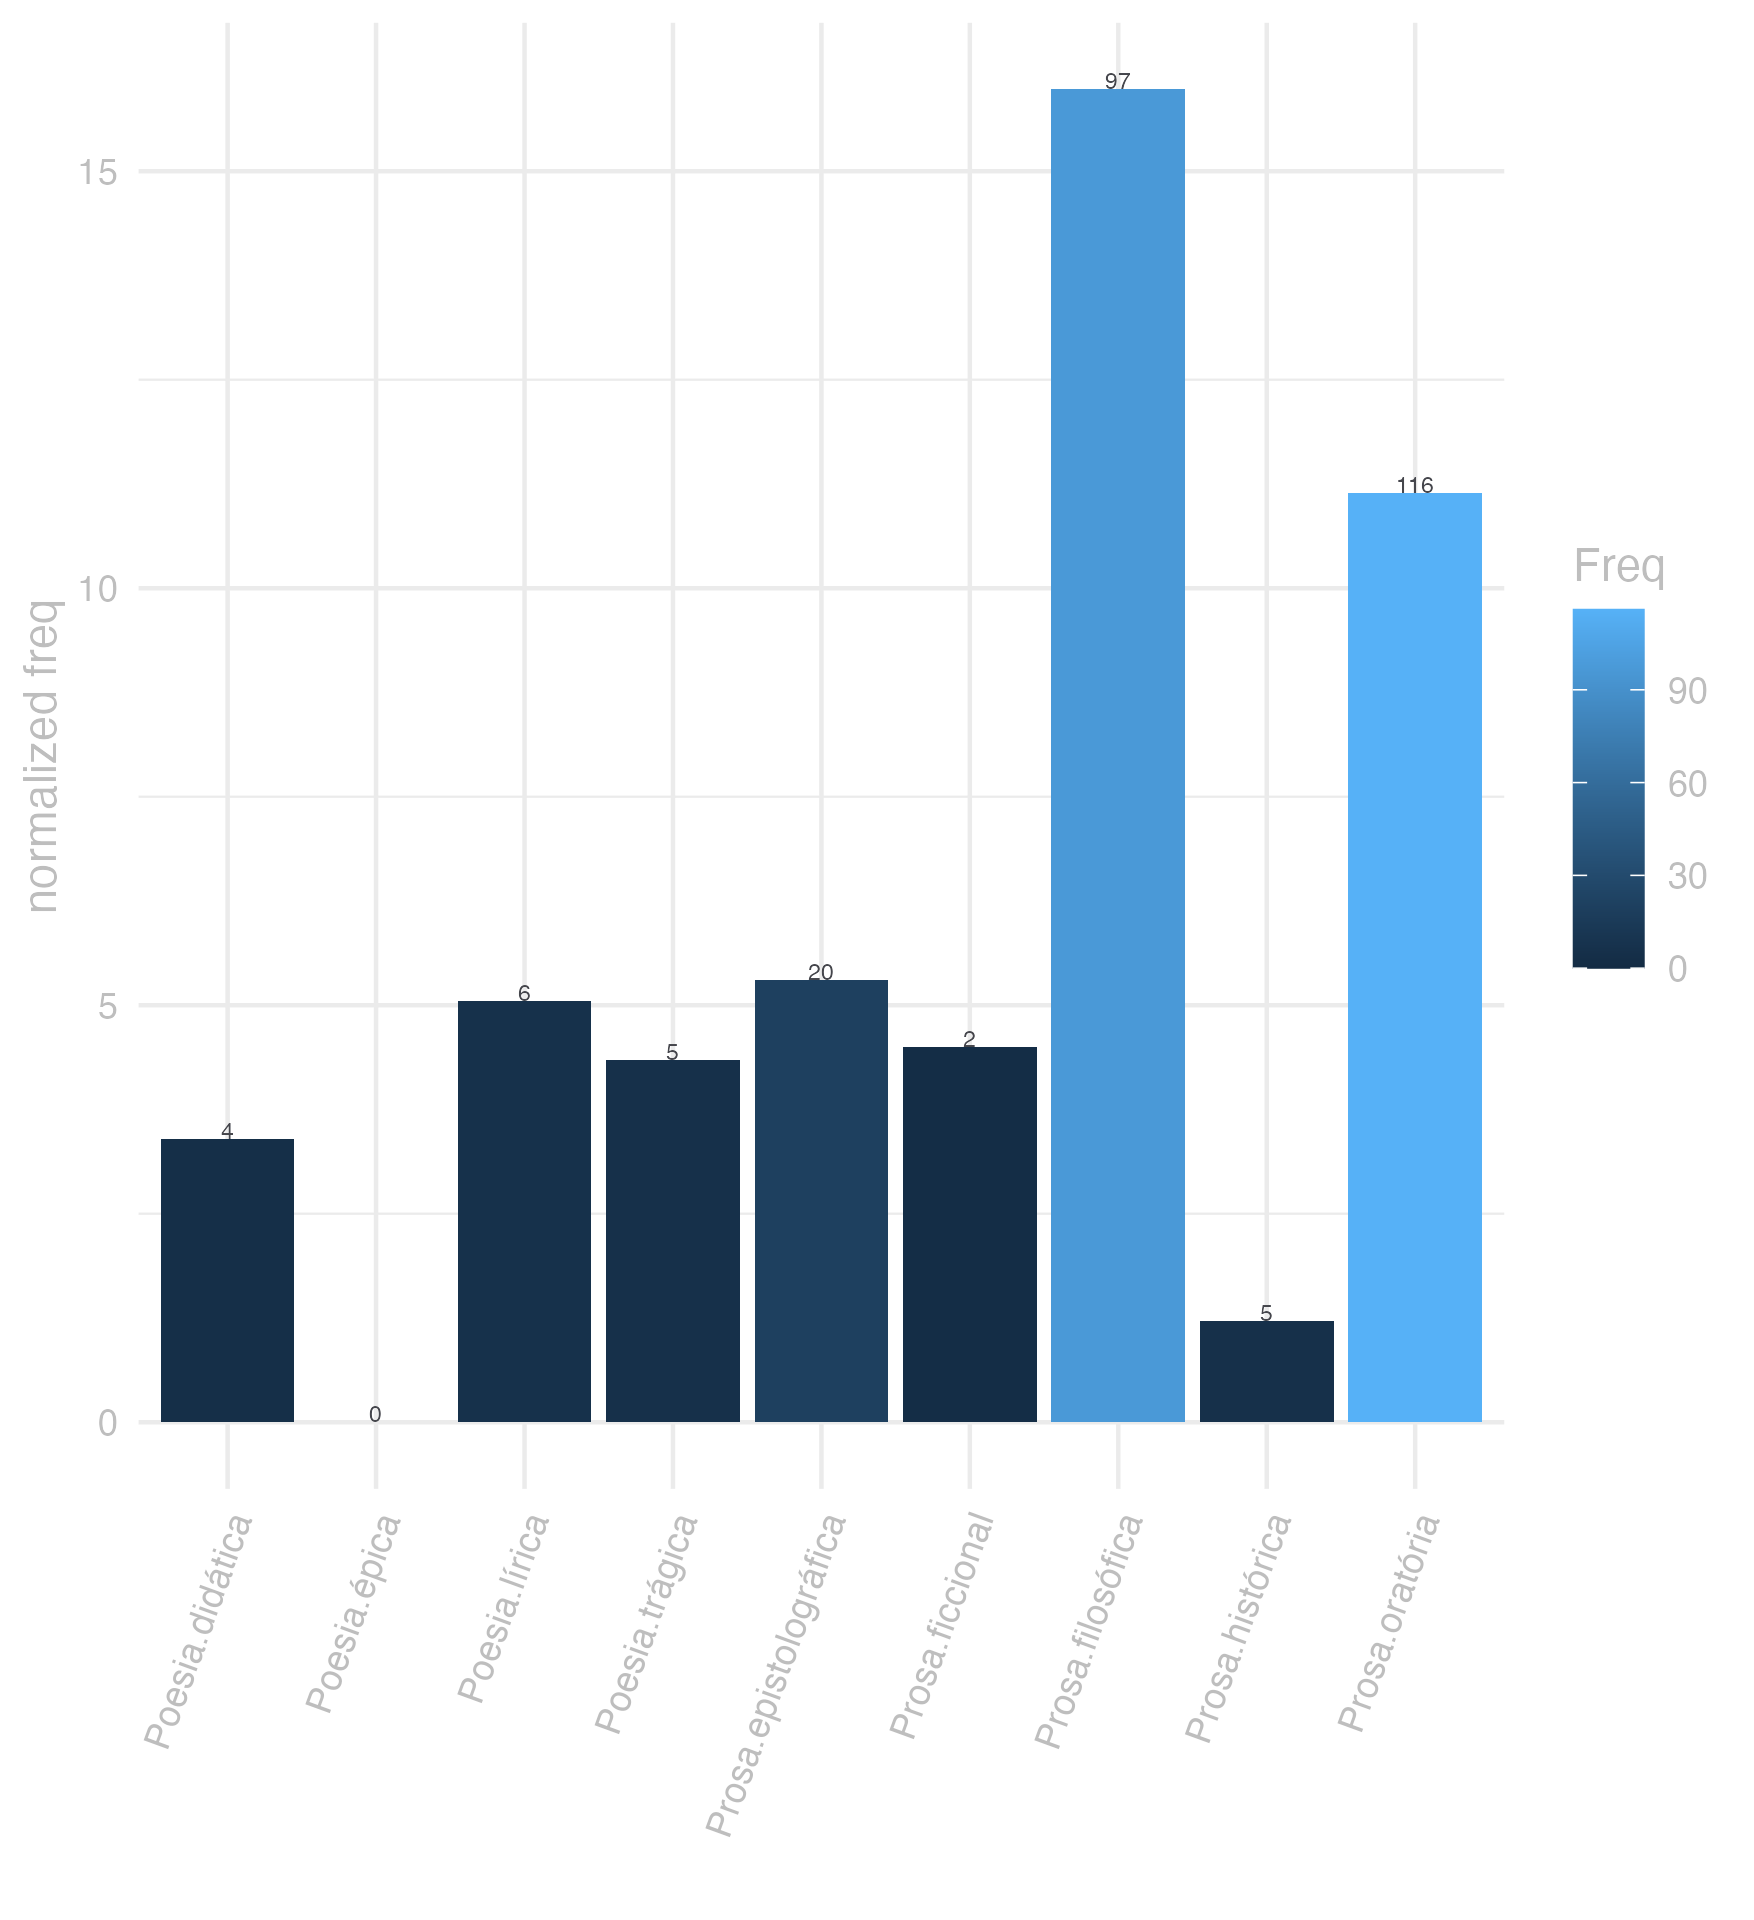 97
15
116
10
Freq
90
60
30
0
normalized freq
20
6
5
5
2
4
5
0
0
Poesia.didática
Poesia.épica
Poesia.lírica
Poesia.trágica
Prosa.epistolográfica
Prosa.ficcional
Prosa.filosófica
Prosa.histórica
Prosa.oratória